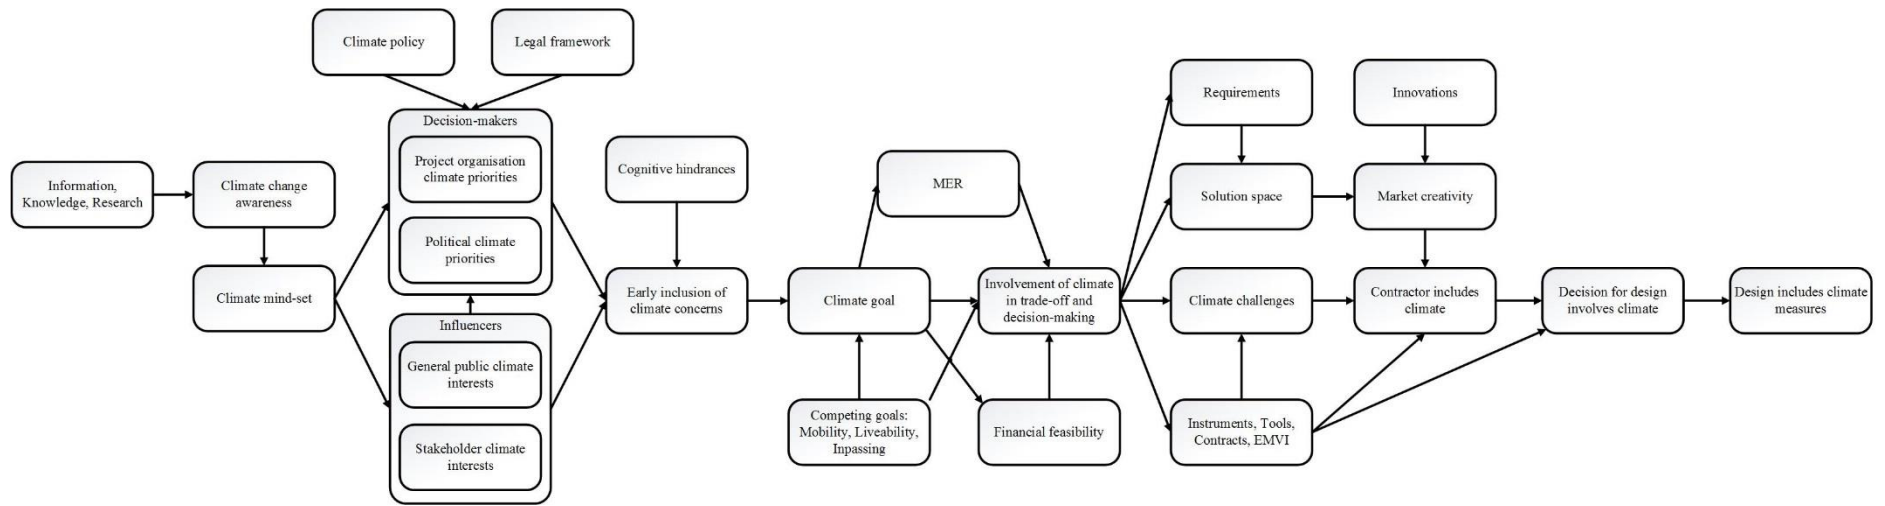 Climate policy
Legal framework
Information,
Knowledge, Research
Climate change
awareness
Climate mind-set
Decision-makers
Project organisation
climate priorities
Political climate
priorities
Influencers
General public climate
interests
Stakeholder climate
interests
Cognitive hindrances
Early inclusion of
climate concerns
Climate goal
MER
Competing goals:
Mobility, Liveability,
Inpassing
Involvement of climate
in trade-off and
decision-making
Financial feasibility
Requirements
Solution space
Climate challenges
Instruments, Tools,
Contracts, EMVI
Innovations
Market creativity
Contractor includes
climate
Decision for design
involves climate
Design includes climate
measures